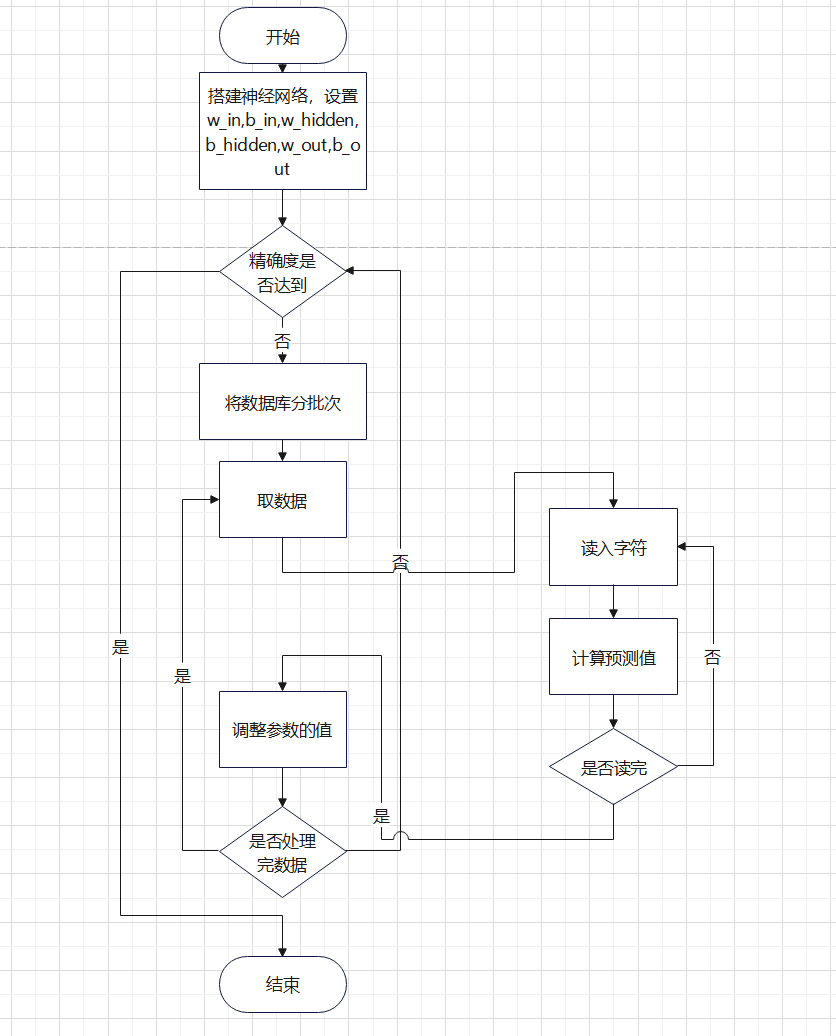 开始
搭建神经网络，设置
w_in,b_in,w_hidden,
b_hidden,w_out,b_o
ut
精确度是
否达到
否
将数据库分批次
取数据
否
读入字符
计算预测值
否
是
是
调整参数的值
是否读完
是
是否处理
完数据
结束